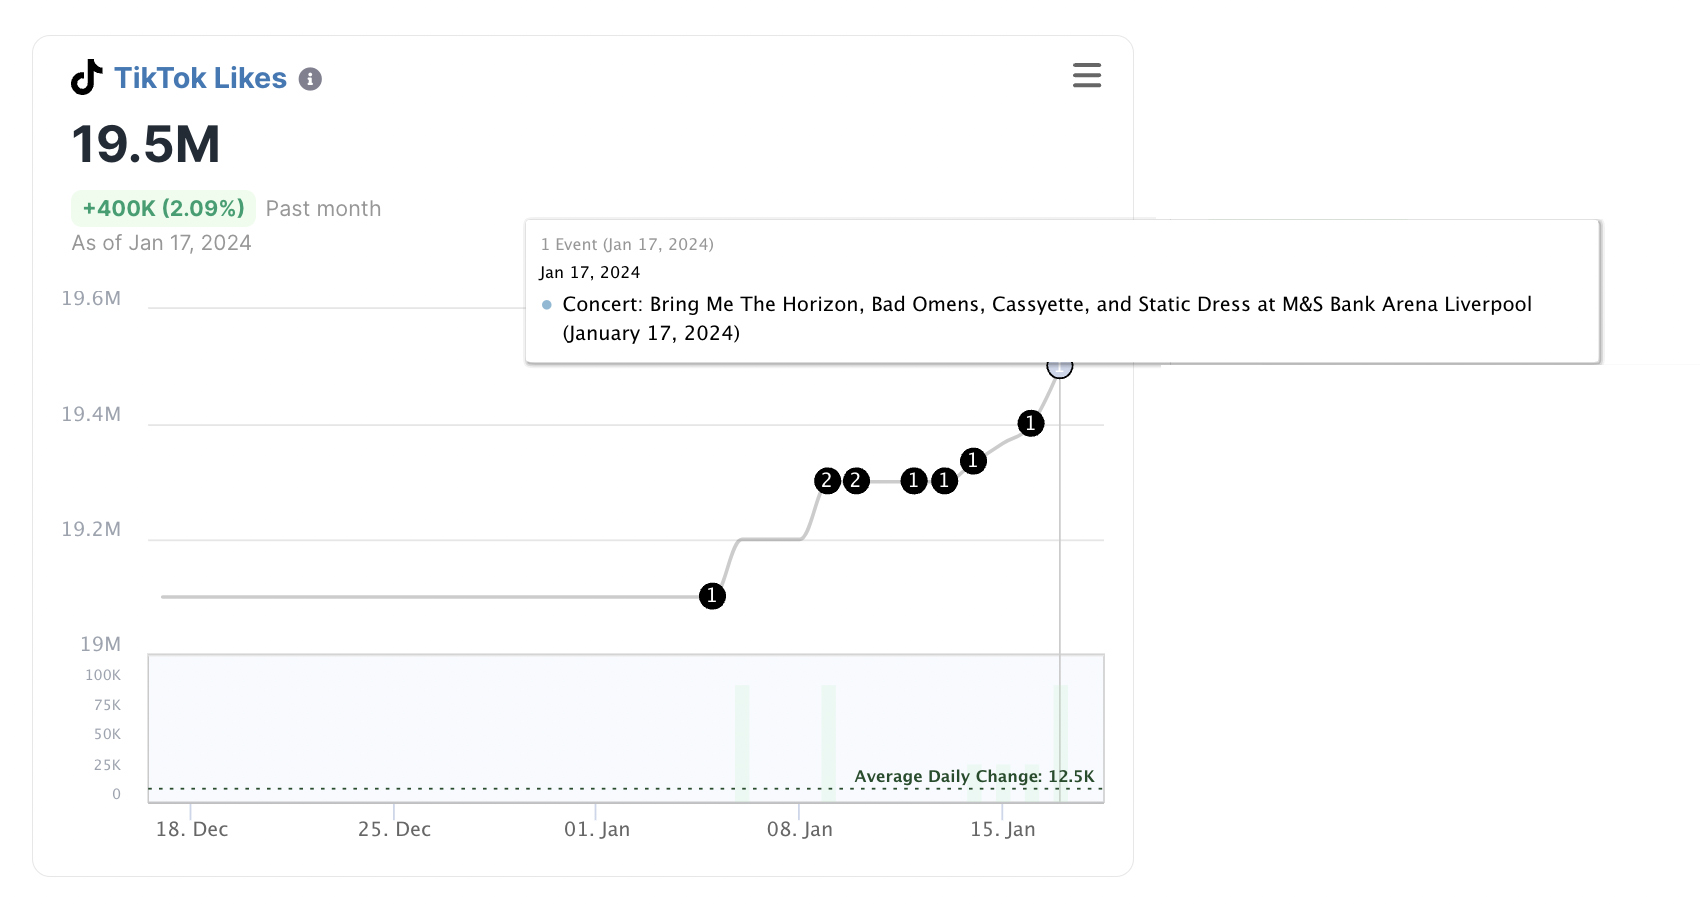 TikTok Likes
19.5M
+400K (2.09%) Past month
As of Jan 17, 2024
1 Event (Jan 17, 2024)
Jan 17, 2024
Concert: Bring Me The Horizon, Bad Omens, Cassyette, and Static Dress at M&S Bank Arena Liverpool
(January 17, 2024)
19.6M
19.4M
19.2M
19M
1
2
2
1
1
1
1
1
100K
75K
50K
25K
0
Average Daily Change: 12.5K
18. Dec
25. Dec
01. Jan
08. Jan
15. Jan